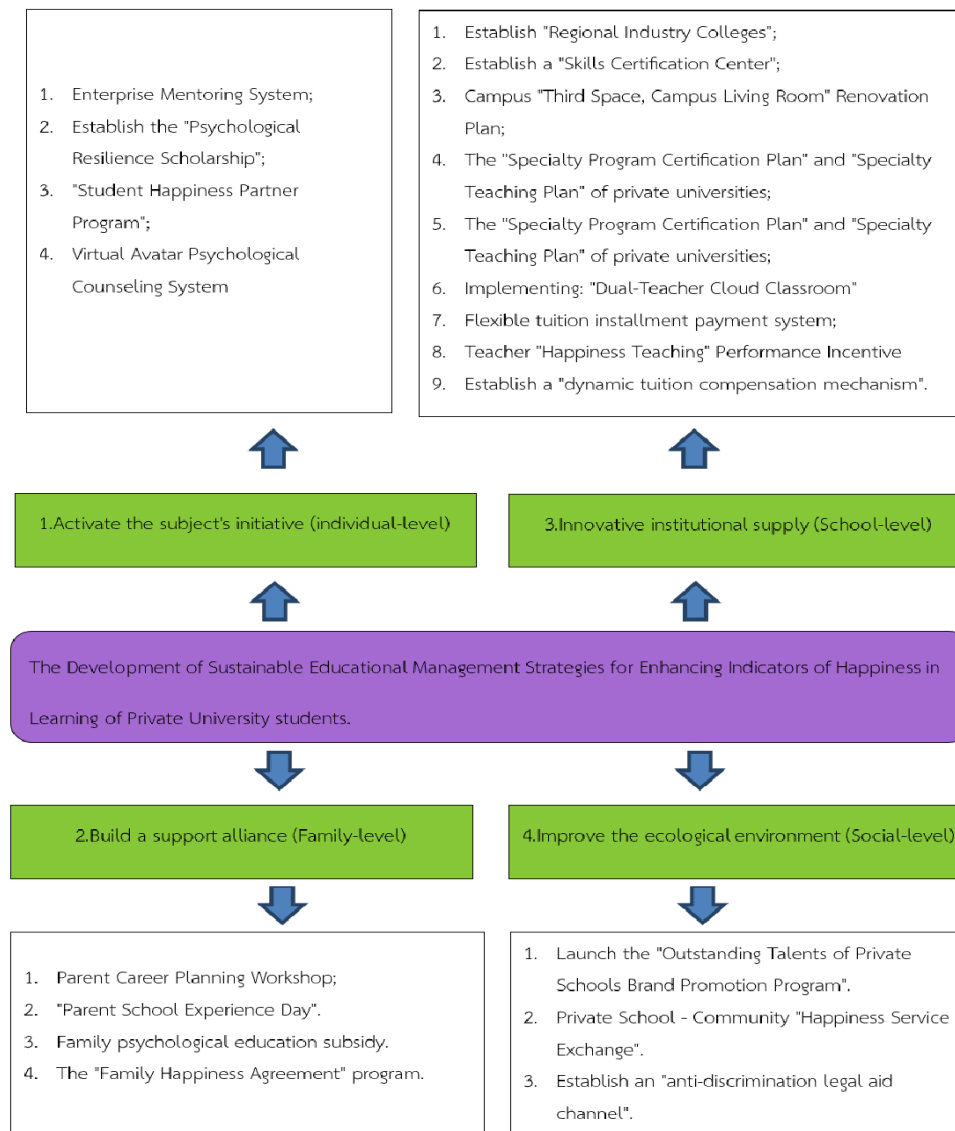 1. Enterprise Mentoring System;
2. Establish the "Psychological
Resilience Scholarship";
3. "Student Happiness Partner
Program";
4. Virtual Avatar Psychological
Counseling System
1. Establish "Regional Industry Colleges";
2. Establish a "Skills Certification Center";
3. Campus "Third Space, Campus Living Room" Renovation
Plan;
4. The "Specialty Program Certification Plan" and "Specialty
Teaching Plan" of private universities;
5. The "Specialty Program Certification Plan" and "Specialty
Teaching Plan" of private universities;
6. Implementing: "Dual-Teacher Cloud Classroom"
7. Flexible tuition installment payment system;
8. Teacher "Happiness Teaching" Performance Incentive
9. Establish a "dynamic tuition compensation mechanism".
1.Activate the subject's initiative (individual-level)
3.Innovative institutional supply (School-level)
The Development of Sustainable Educational Management Strategies for Enhancing Indicators of Happiness in
Learning of Private University students.
2.Build a support alliance (Family-level)
4.Improve the ecological environment (Social-level)
1. Parent Career Planning Workshop;
2. "Parent School Experience Day".
3. Family psychological education subsidy.
4. The "Family Happiness Agreement" program.
1. Launch the "Outstanding Talents of Private
Schools Brand Promotion Program".
2. Private School - Community "Happiness Service
Exchange".
3. Establish an "anti-discrimination legal aid
channel".